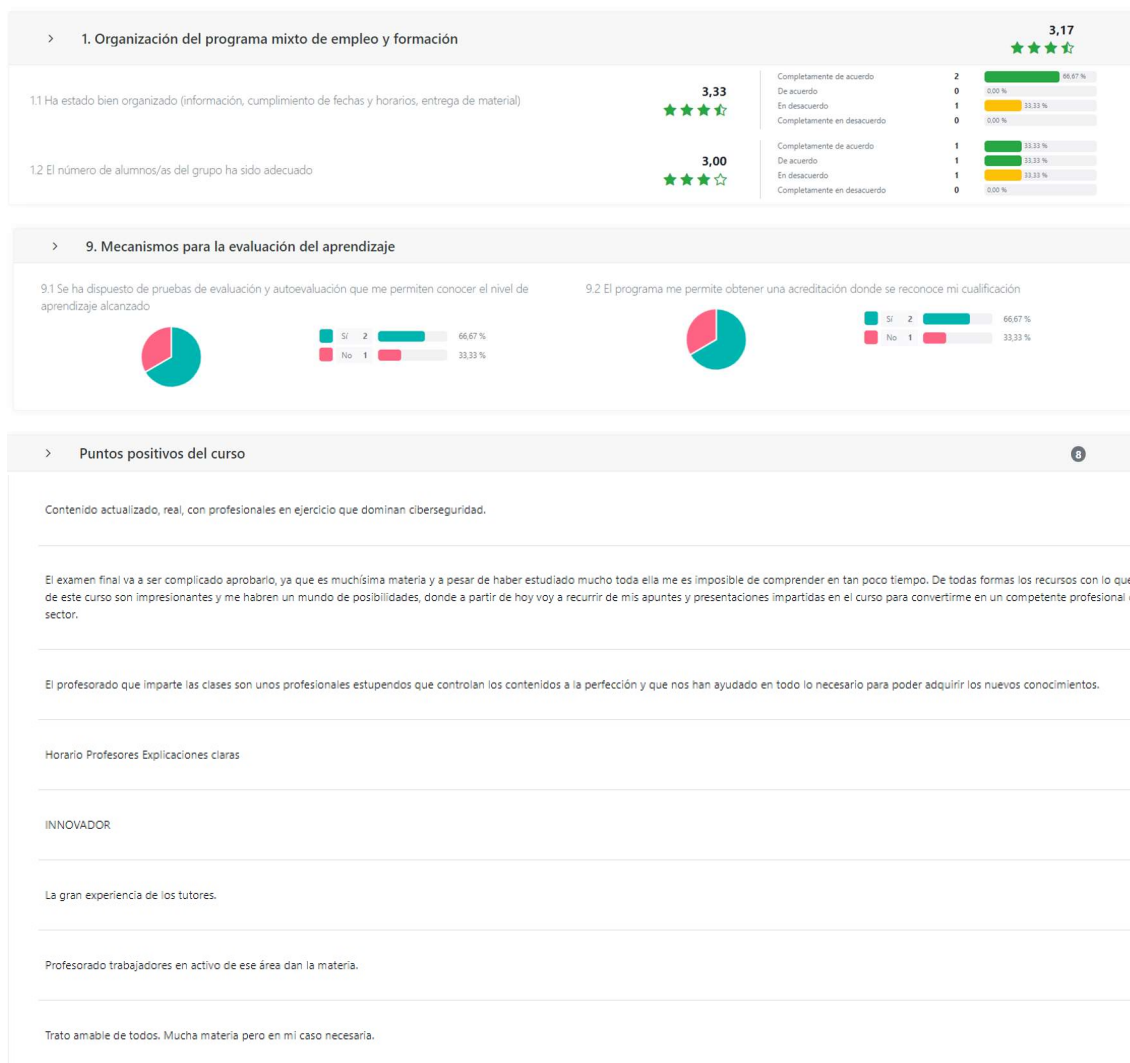 1. Organización del programa mixto de empleo y formación
3,17
1.1 Ha estado bien organizado (información, cumplimiento de fechas y horarios, entrega de material)
3,33
Completamente de acuerdo 2 66,67 %
De acuerdo 0 0,00 %
En desacuerdo 1 33,33 %
Completamente en desacuerdo 0 0,00 %
1.2 El número de alumnos/as del grupo ha sido adecuado
3,00
Completamente de acuerdo 1 33,33 %
De acuerdo 1 33,33 %
En desacuerdo 1 33,33 %
Completamente en desacuerdo 0 0,00 %
9. Mecanismos para la evaluación del aprendizaje
9.1 Se ha dispuesto de pruebas de evaluación y autoevaluación que me permiten conocer el nivel de
aprendizaje alcanzado
Sí 2 66,67 %
No 1 33,33 %
9.2 El programa me permite obtener una acreditación donde se reconoce mi cualificación
Sí 2 66,67 %
No 1 33,33 %
Puntos positivos del curso 8
Contenido actualizado, real, con profesionales en ejercicio que dominan ciberseguridad.
El examen final va a ser complicado aprobarlo, ya que es muchísima materia y a pesar de haber estudiado mucho toda ella me es imposible de comprender en tan poco tiempo. De todas formas los recursos con lo que
de este curso son impresionantes y me habren un mundo de posibilidades, donde a partir de hoy voy a recurrir de mis apuntes y presentaciones impartidas en el curso para convertirme en un competente profesional
sector.
El profesorado que imparte las clases son unos profesionales estupendos que controlan los contenidos a la perfección y que nos han ayudado en todo lo necesario para poder adquirir los nuevos conocimientos.
Horario Profesores Explicaciones claras
INNOVADOR
La gran experiencia de los tutores.
Profesorado trabajadores en activo de ese área dan la materia.
Trato amable de todos. Mucha materia pero en mi caso necesaria.